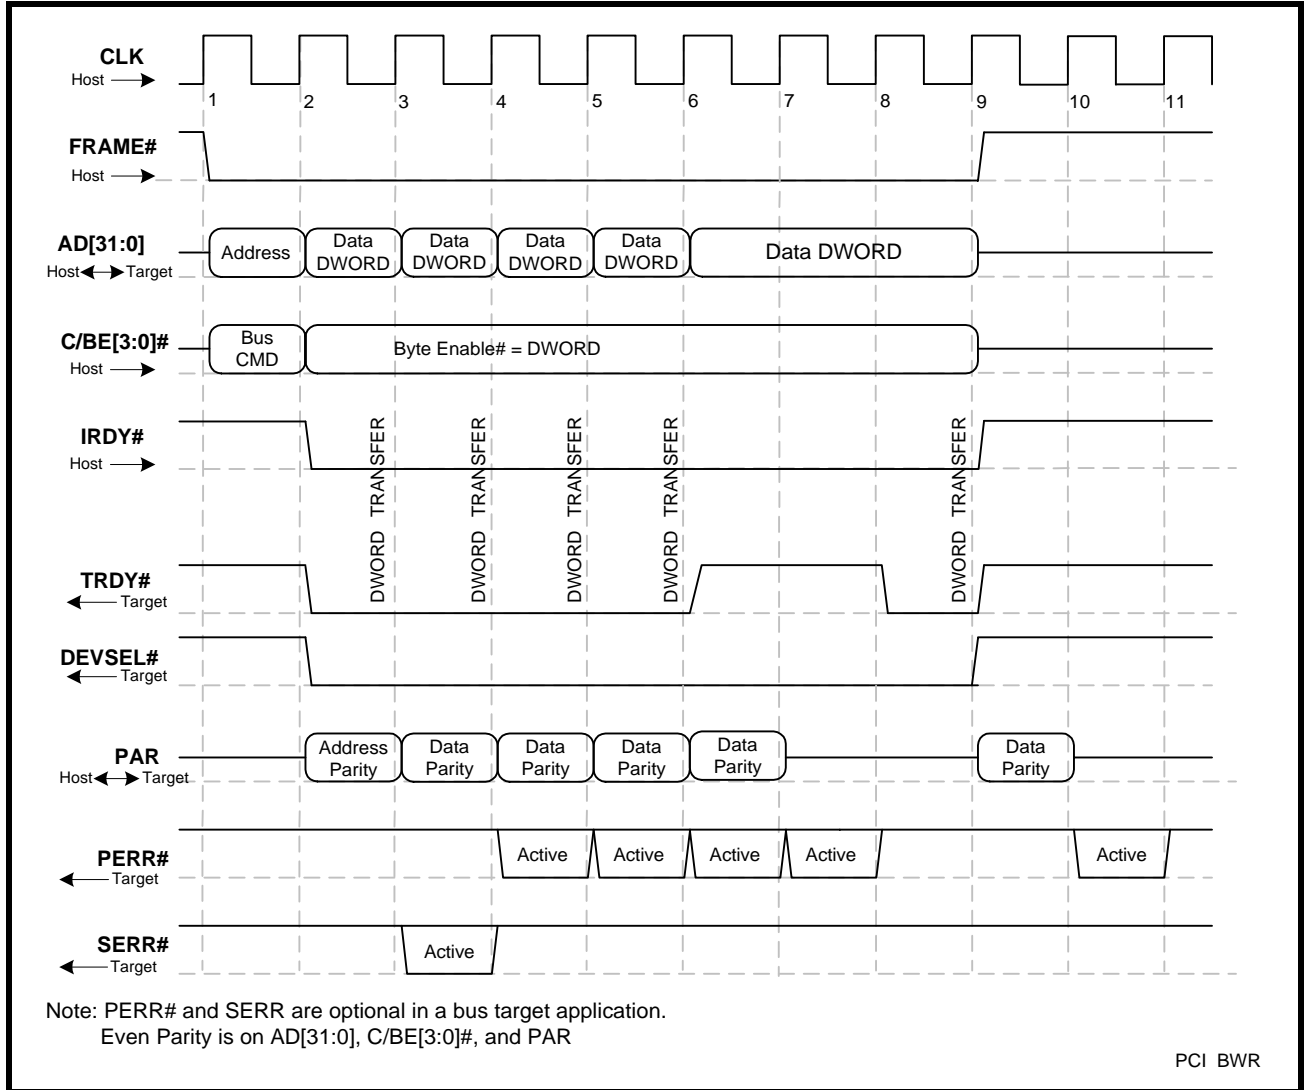 CLK
Host
1 2 3 4 5 6 7 8 9 10 11
FRAME#
Host
AD[31:0]
Host Target
Address
Data
DWORD
Data
DWORD
Data
DWORD
Data
DWORD
Data DWORD
C/BE[3:0]#
Host
Bus
CMD
Byte Enable# = DWORD
IRDY#
Host
DWORD TRANSFER
DWORD TRANSFER
DWORD TRANSFER
DWORD TRANSFER
DWORD TRANSFER
TRDY#
Target
DEVSEL#
Target
PAR
Host Target
Address
Parity
Data
Parity
Data
Parity
Data
Parity
Data
Parity
Data
Parity
PERR#
Target
Active Active Active Active Active
SERR#
Target
Active
Note: PERR# and SERR are optional in a bus target application.
Even Parity is on AD[31:0], C/BE[3:0]#, and PAR
PCI BWR